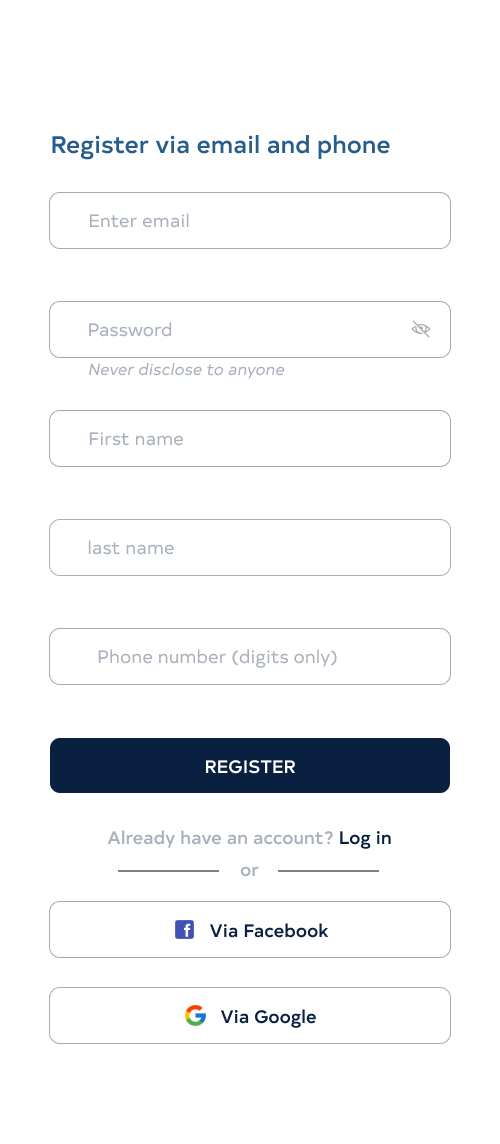 Register via email and phone
Enter email
Password
Never disclose to anyone
First name
last name
Phone number (digits only)
REGISTER
Already have an account? Log in
or
Via Facebook
Via Google